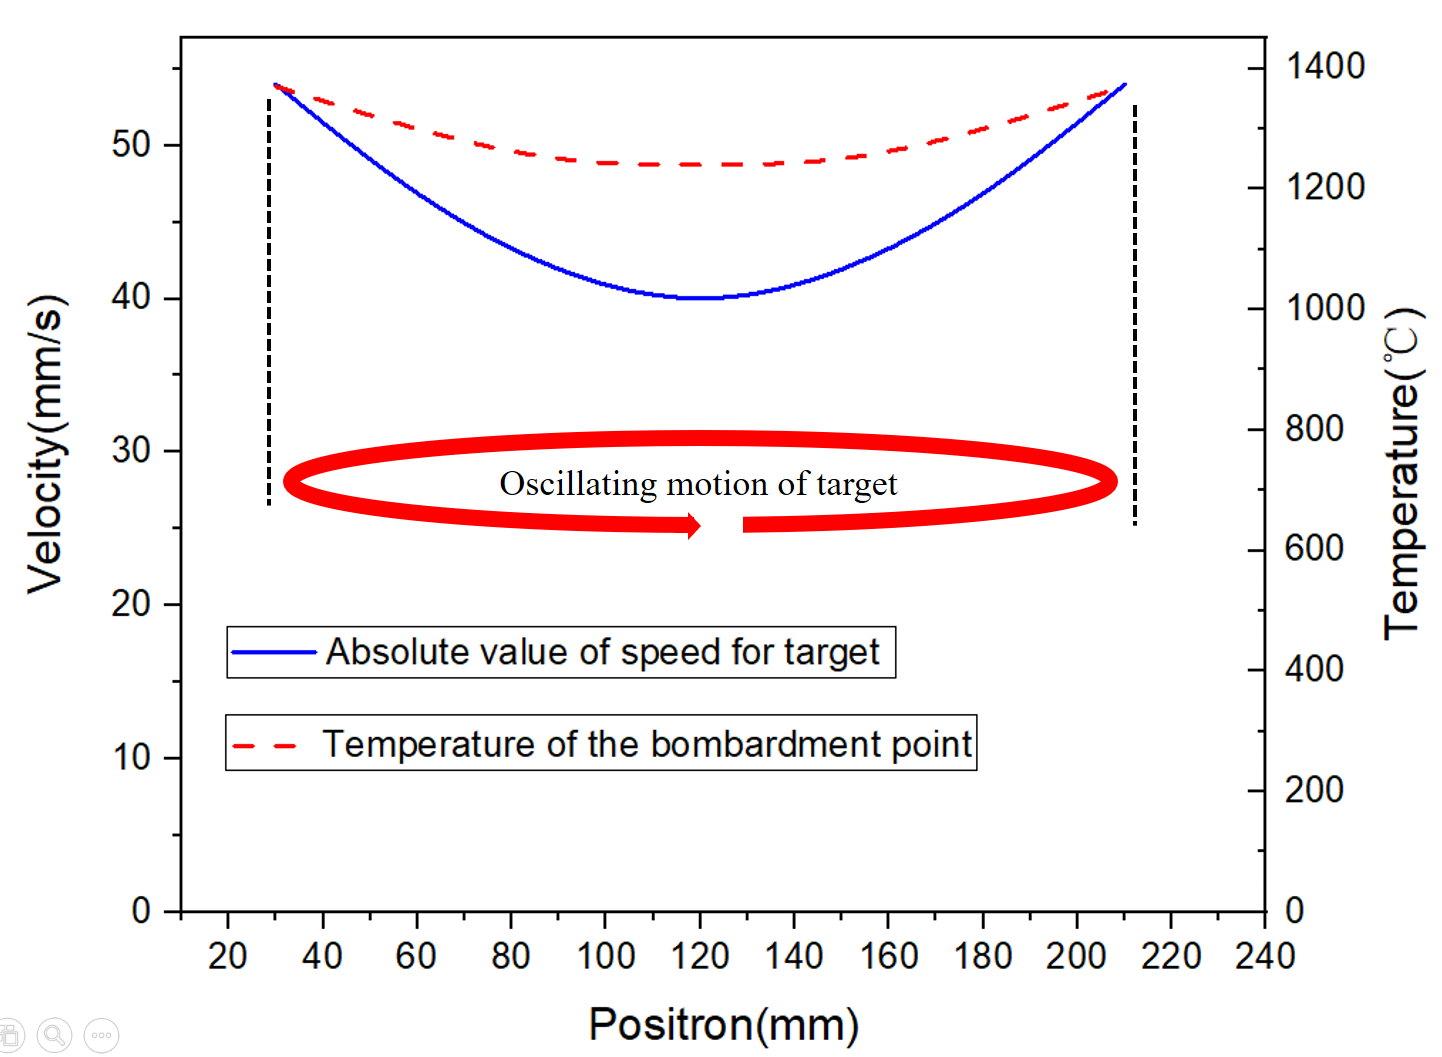 50
40
30
20
10
0
Velocity(mm/s)
1400
1200
1000
800
600
400
200
0
Temperature(℃)
Oscillating motion of target
Absolute value of speed for target
Temperature of the bombardment point
20 40 60 80 100 120 140 160 180 200 220 240
Positron(mm)